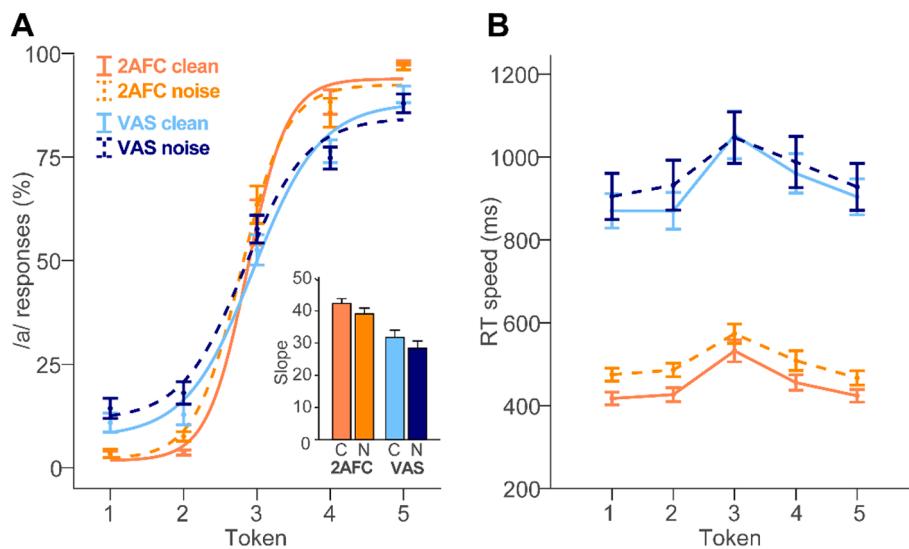 A
2AFC clean
2AFC noise
VAS clean
VAS noise
/a/ responses (%)
100
75
50
25
0
1 2 3 4 5
Token
Slope
50
40
30
20
10
0
C N C N
2AFC VAS
B
RT speed (ms)
1200
1000
800
600
400
200
1 2 3 4 5
Token